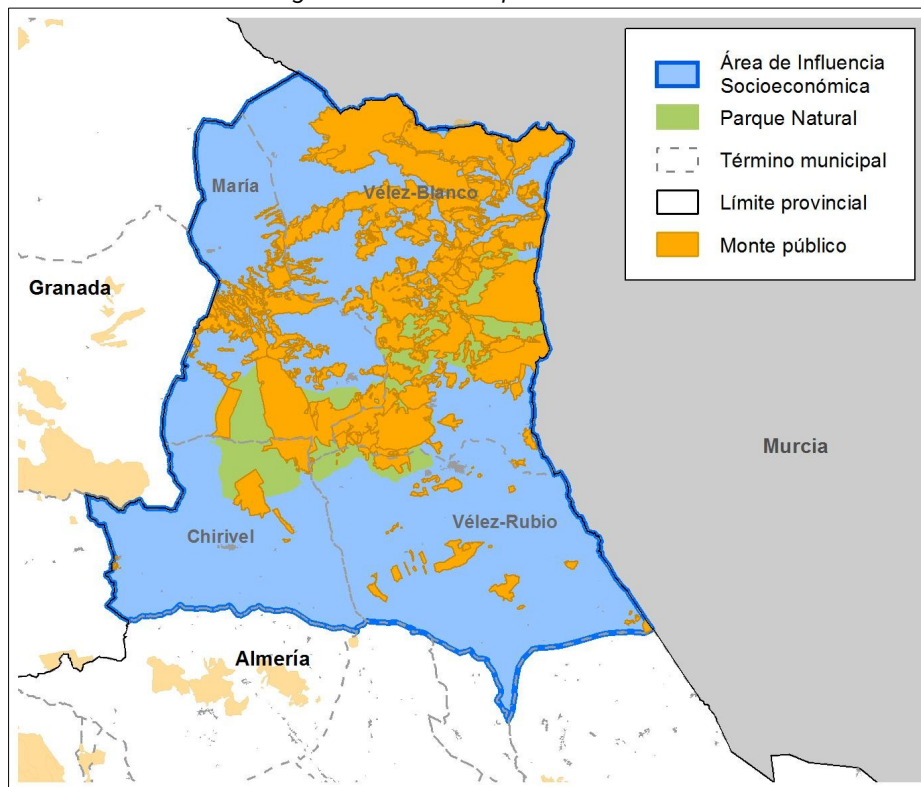 Área de Influencia
Socioeconómica
Parque Natural
Término municipal
Límite provincial
Monte público
María
Vélez-Blanco
Granada
Murcia
Chirivel
Vélez-Rubio
Almería